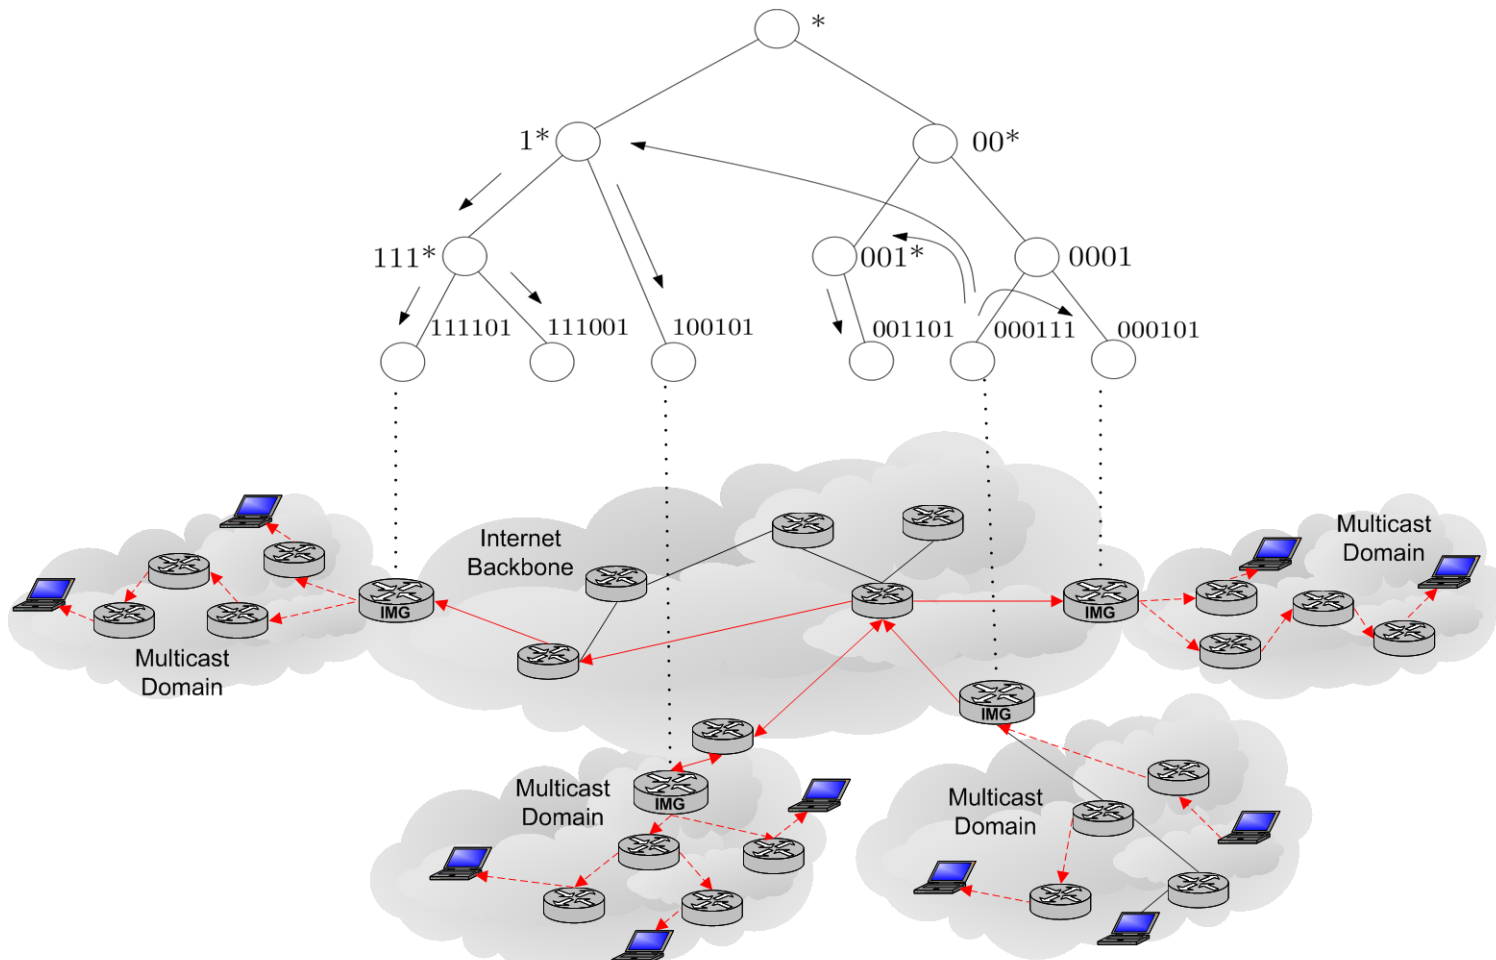 *
1*
00*
111*
001*
0001
111101
111001
100101
001101
000111
000101
Internet
Backbone
Multicast
Domain
IMG
IMG
Multicast
Domain
IMG
Multicast
Domain
IMG
Multicast
Domain